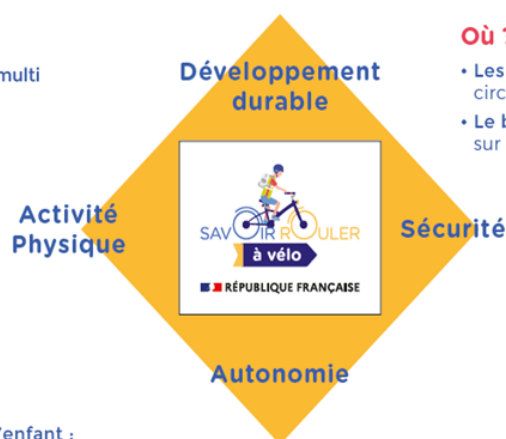 multi
Développement
durable
Où ?
• Les
circ
• Le b
sur
Activité
Physique
SAVOIR ROULER
à vélo
RÉPUBLIQUE FRANÇAISE
Sécurité
Autonomie
'enfant :